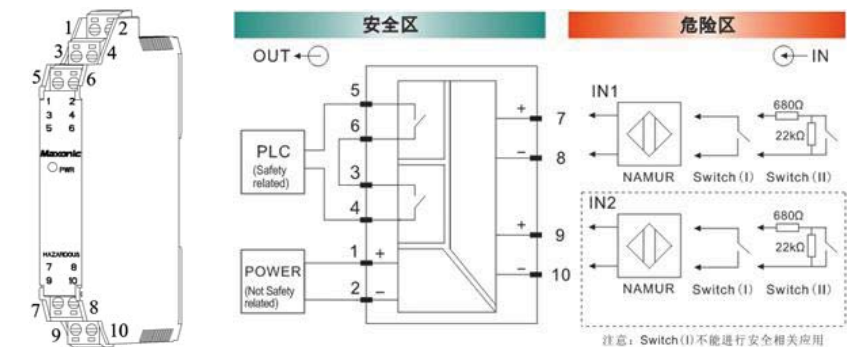 1
2
3
4
5
6
1 2
3 4
5 6
Maxonic
PWR
HAZARDOUS
7 8
9 10
7
8
9
10
安全区
OUT
5
6
3
4
1 +
2 −
PLC
(Safety
related)
POWER
(Not Safety
related)
+ 7
− 8
+ 9
− 10
危险区
IN
IN1
680Ω
22kΩ
NAMUR Switch(I) Switch(II)
IN2
680Ω
22kΩ
NAMUR Switch(I) Switch(II)
注意：Switch(I)不能进行安全相关应用